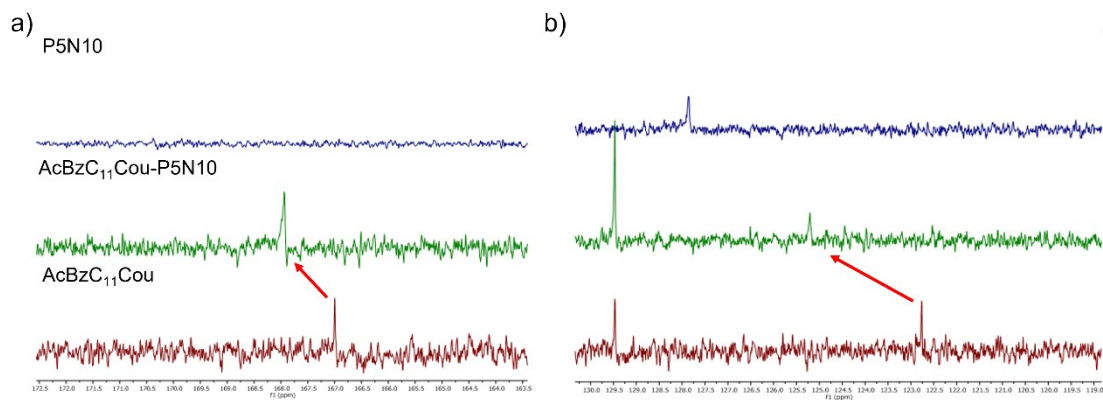 a)
P5N10
AcBzC₁₁Cou-P5N10
AcBzC₁₁Cou
172.5 172.0 171.5 171.0 170.5 170.0 169.5 169.0 168.5 168.0 167.5 167.0 166.5 166.0 165.5 165.0 164.5 164.0 163.5
f1 (ppm)
b)
130.0 129.5 129.0 128.5 128.0 127.5 127.0 126.5 126.0 125.5 125.0 124.5 124.0 123.5 123.0 122.5 122.0 121.5 121.0 120.5 120.0 119.5 119.0
f1 (ppm)